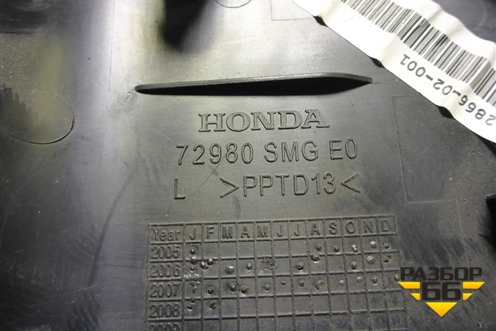 2866-02-001
HONDA
72980 SMG E0
L >PPTD13<
Year J F M A M J J A S O N D
2005
2006
2007
2008
РАЗБОР
66